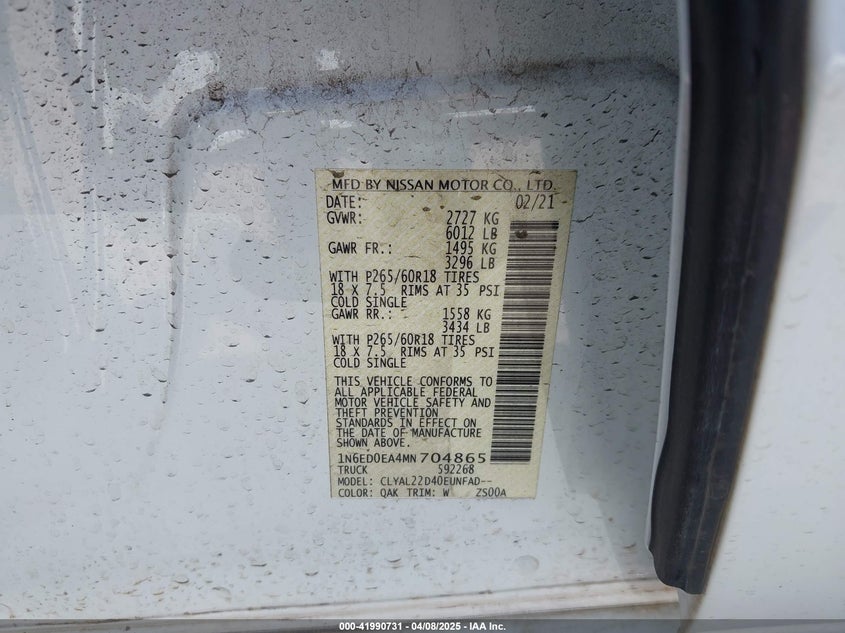 MFD BY NISSAN MOTOR CO., LTD.
DATE: 02/21
GVWR: 2727 KG
6012 LB
GAWR FR.: 1495 KG
3296 LB
WITH P265/60R18 TIRES
18 X 7.5 RIMS AT 35 PSI
COLD SINGLE
GAWR RR.: 1558 KG
3434 LB
WITH P265/60R18 TIRES
18 X 7.5 RIMS AT 35 PSI
COLD SINGLE
THIS VEHICLE CONFORMS TO
ALL APPLICABLE FEDERAL
MOTOR VEHICLE SAFETY AND
THEFT PREVENTION
STANDARDS IN EFFECT ON
THE DATE OF MANUFACTURE
SHOWN ABOVE.
1N6ED0EA4MN704865
TRUCK 592268
MODEL: CLYAL22D40EUNFAD--
COLOR: QAK TRIM: W ZS00A
000-41990731 - 04/08/2025 - IAA Inc.